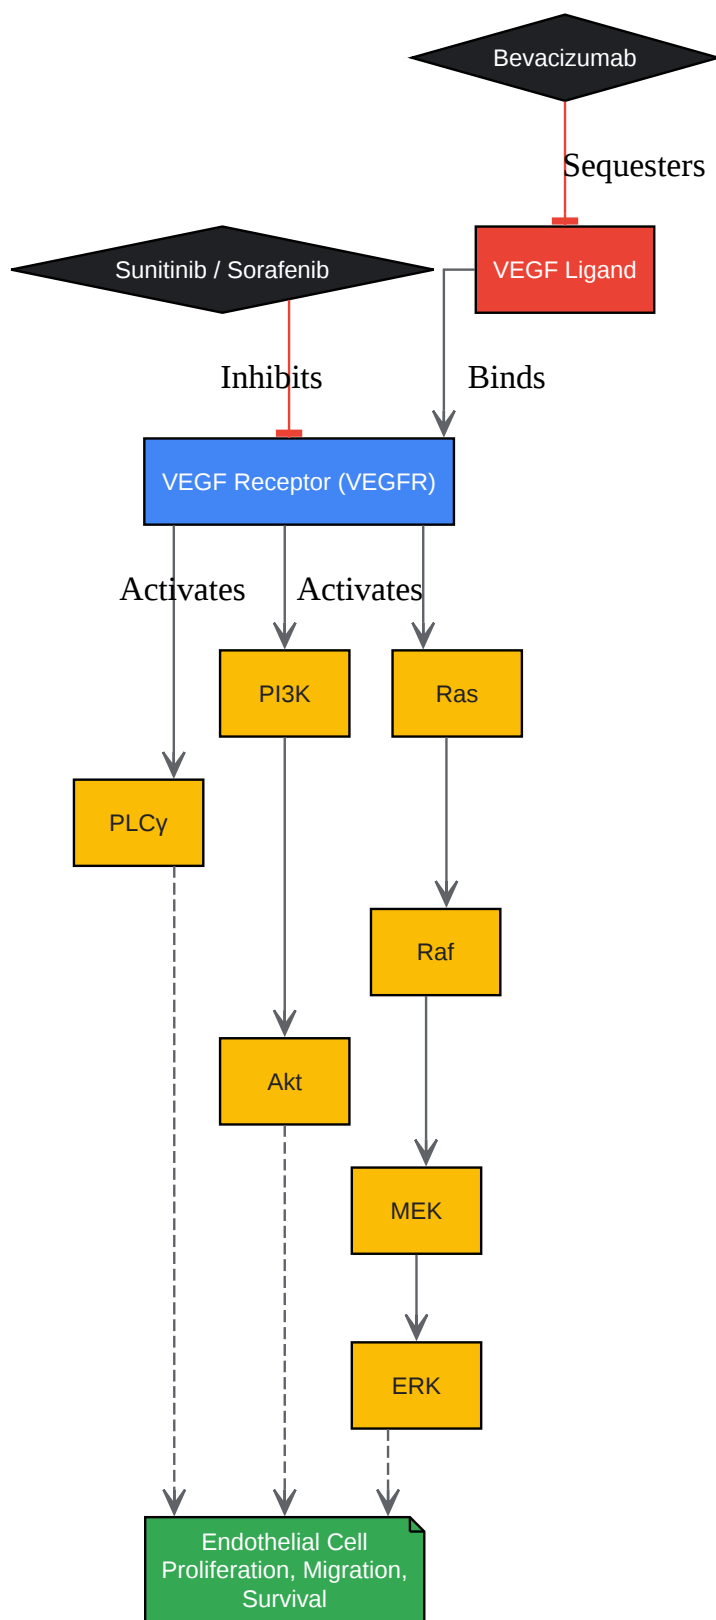 Bevacizumab
Sequesters
Sunitinib / Sorafenib
VEGF Ligand
Inhibits
Binds
VEGF Receptor (VEGFR)
Activates
Activates
PI3K
Ras
PLCγ
Raf
Akt
MEK
ERK
Endothelial Cell
Proliferation, Migration,
Survival